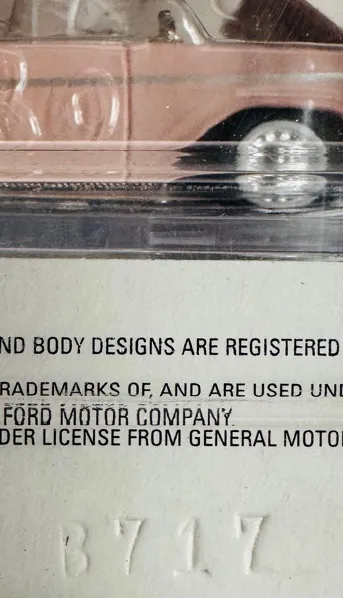 ND BODY DESIGNS ARE REGISTERED
RADEMARKS OF, AND ARE USED UND
FORD MOTOR COMPANY.
DER LICENSE FROM GENERAL MOTO
8717